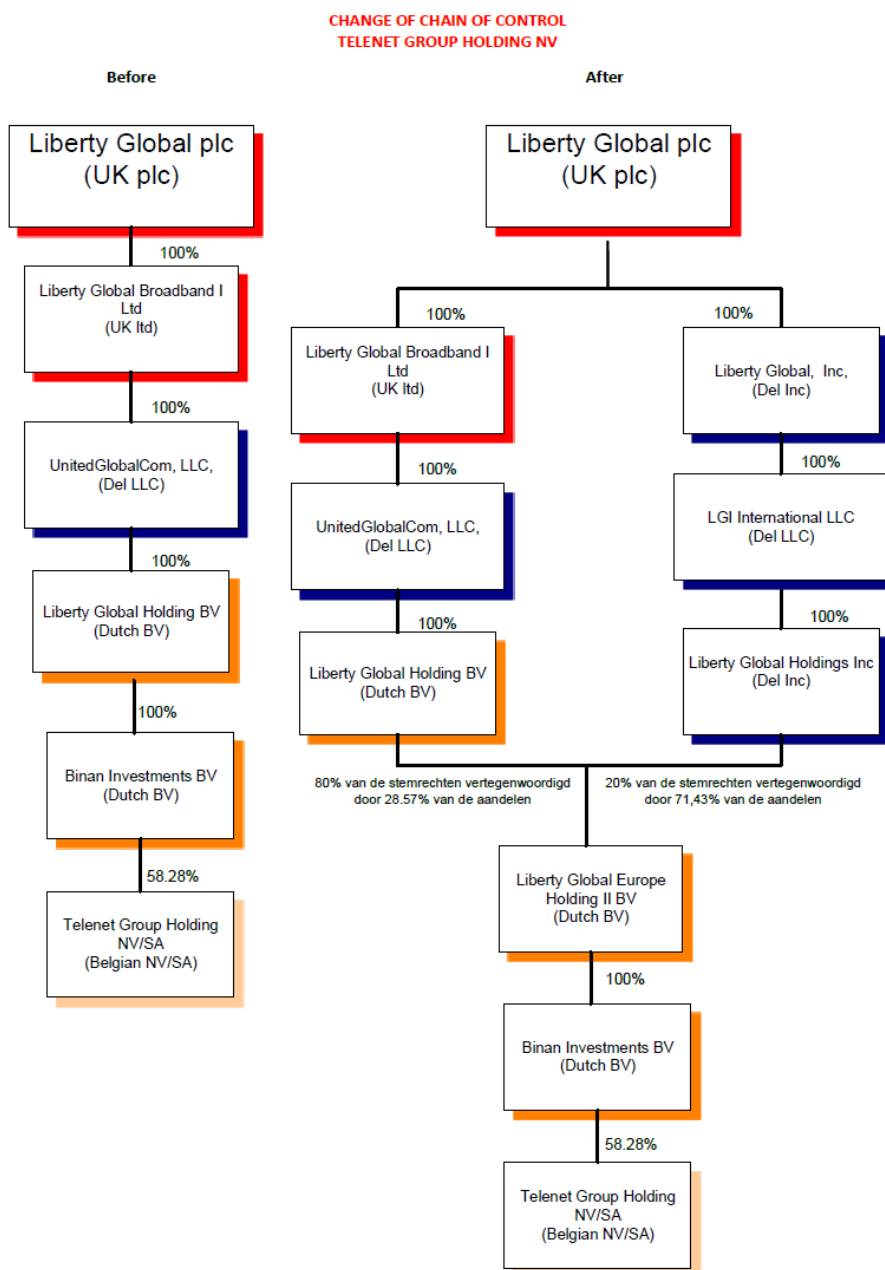 CHANGE OF CHAIN OF CONTROL
TELENET GROUP HOLDING NV
Before
Liberty Global plc
(UK plc)
100%
Liberty Global Broadband I
Ltd
(UK ltd)
100%
UnitedGlobalCom, LLC,
(Del LLC)
100%
Liberty Global Holding BV
(Dutch BV)
100%
Binan Investments BV
(Dutch BV)
58.28%
Telenet Group Holding
NV/SA
(Belgian NV/SA)
After
Liberty Global plc
(UK plc)
100%
Liberty Global Broadband I
Ltd
(UK ltd)
100%
UnitedGlobalCom, LLC,
(Del LLC)
100%
Liberty Global Holding BV
(Dutch BV)
80% van de stemrechten vertegenwoordigd
door 28.57% van de aandelen
100%
Liberty Global, Inc,
(Del Inc)
100%
LGI International LLC
(Del LLC)
100%
Liberty Global Holdings Inc
(Del Inc)
20% van de stemrechten vertegenwoordigd
door 71,43% van de aandelen
Liberty Global Europe
Holding II BV
(Dutch BV)
100%
Binan Investments BV
(Dutch BV)
58.28%
Telenet Group Holding
NV/SA
(Belgian NV/SA)